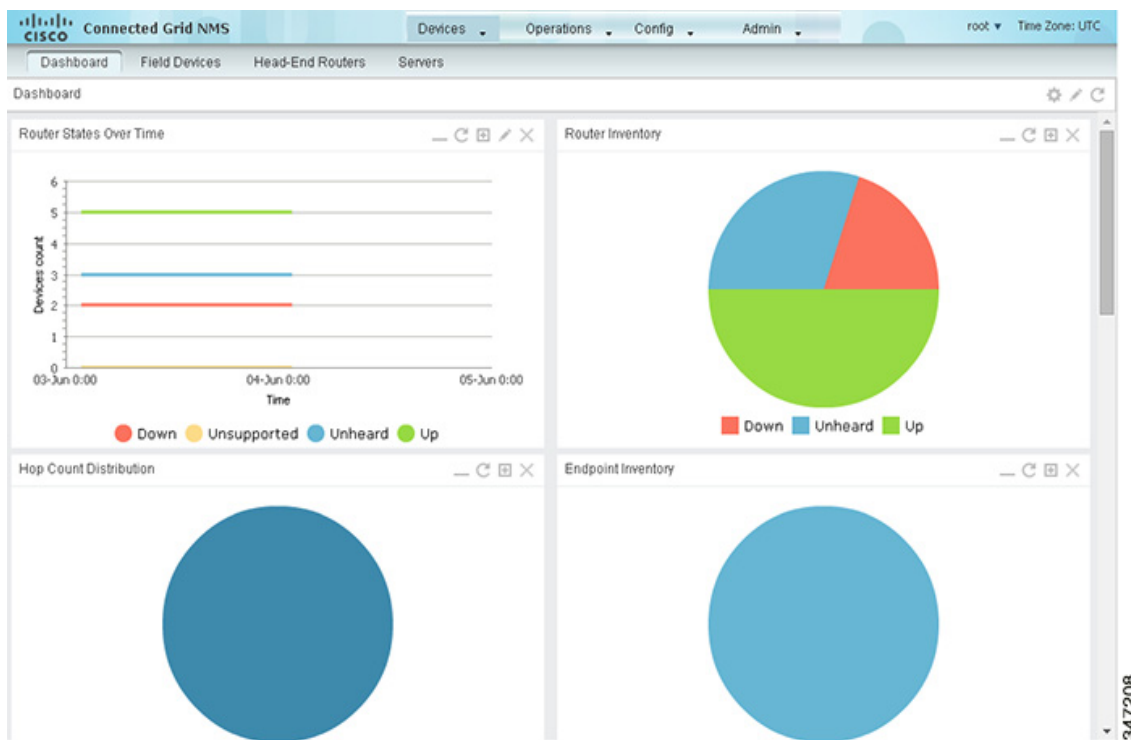 CISCO Connected Grid NMS Devices Operations Config Admin root Time Zone: UTC
Dashboard Field Devices Head-End Routers Servers
Dashboard
Router States Over Time
6
5
4
3
2
1
0
Devices count
03-Jun 0:00 04-Jun 0:00 05-Jun 0:00
Time
Down Unsupported Unheard Up
Router Inventory
Down Unheard Up
Hop Count Distribution
Endpoint Inventory
347208